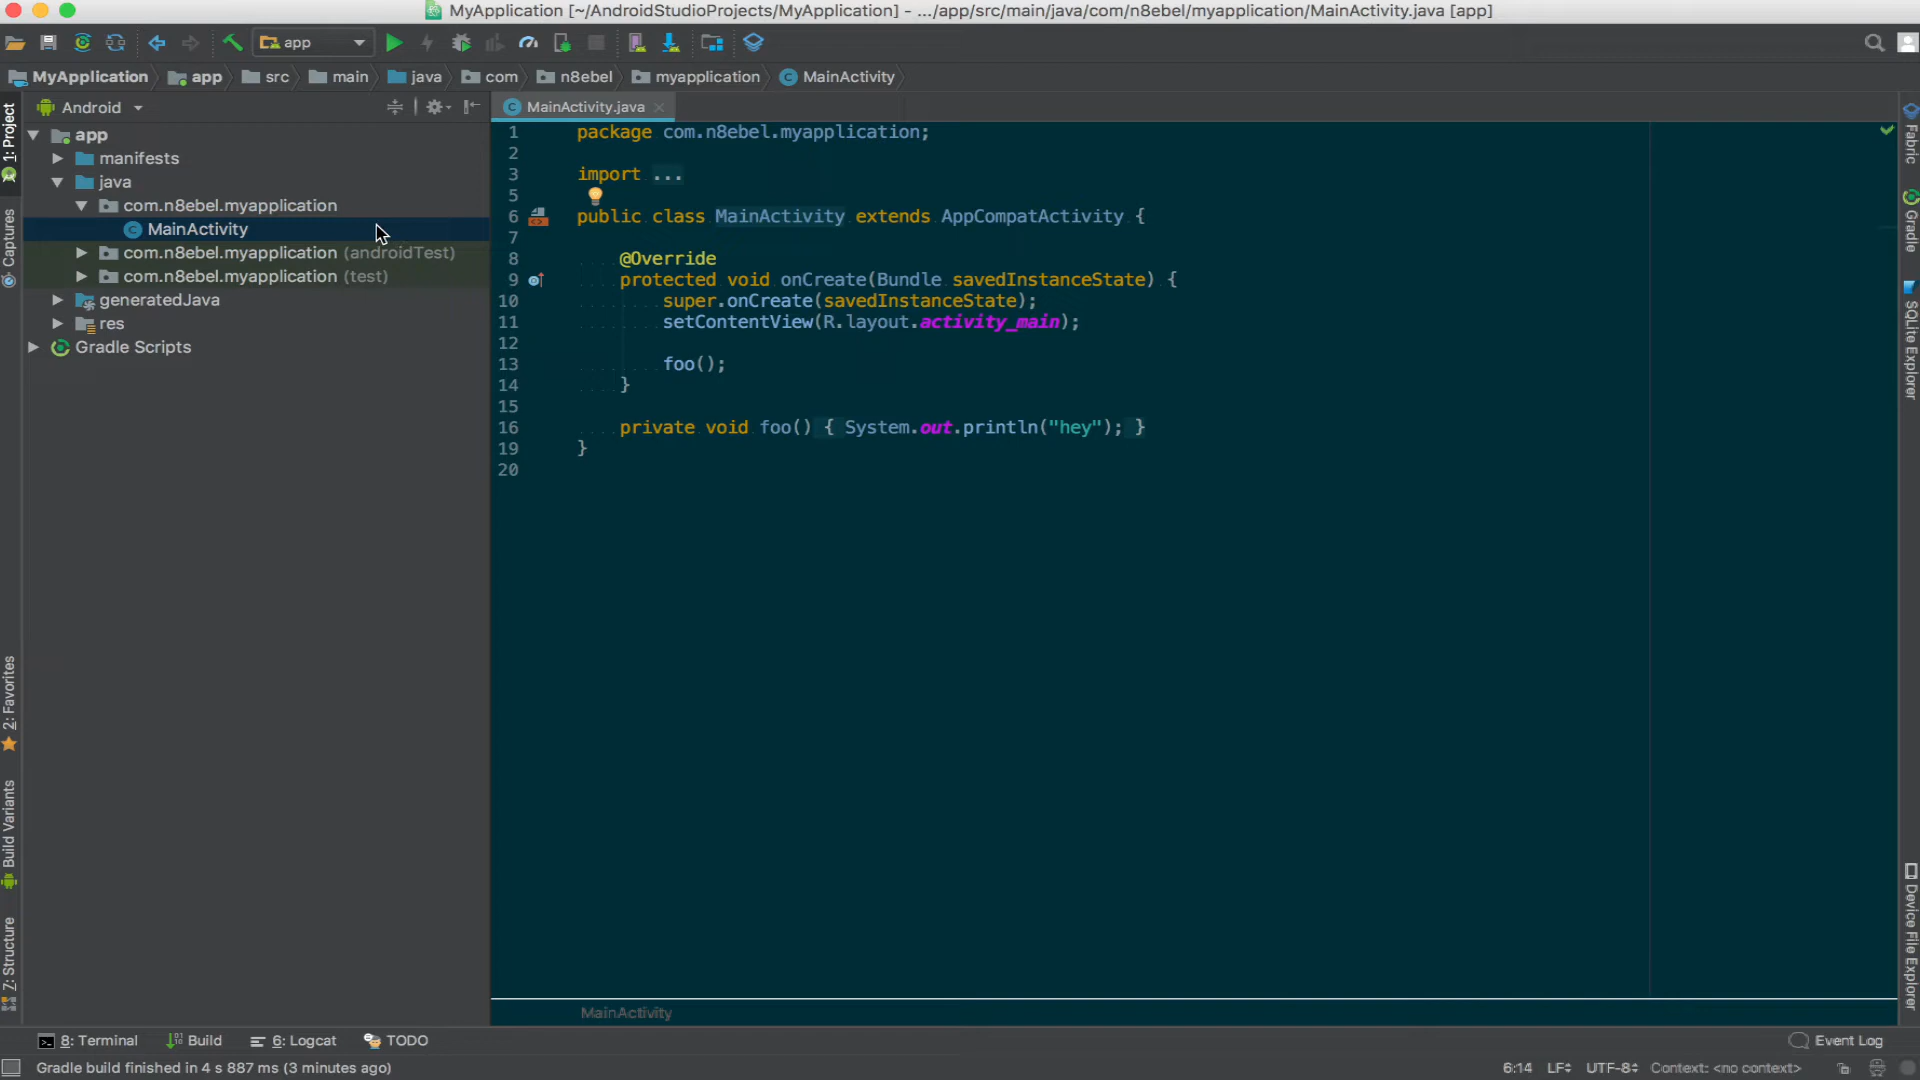 MyApplication [~/AndroidStudioProjects/MyApplication] - .../app/src/main/java/com/n8ebel/myapplication/MainActivity.java [app]
app
MyApplication app src main java com n8ebel myapplication MainActivity
Android
MainActivity.java
1: Project
Captures
2: Favorites
Build Variants
Z: Structure
app
manifests
java
com.n8ebel.myapplication
MainActivity
com.n8ebel.myapplication (androidTest)
com.n8ebel.myapplication (test)
generatedJava
res
Gradle Scripts
1 package com.n8ebel.myapplication;
2
3 import ...
5
6 public class MainActivity extends AppCompatActivity {
7
8 @Override
9 protected void onCreate(Bundle savedInstanceState) {
10 super.onCreate(savedInstanceState);
11 setContentView(R.layout.activity_main);
12
13 foo();
14 }
15
16 private void foo() { System.out.println("hey"); }
19 }
20
MainActivity
Fabric
Gradle
SQLite Explorer
Device File Explorer
8: Terminal Build 6: Logcat TODO Event Log
Gradle build finished in 4 s 887 ms (3 minutes ago) 6:14 LF UTF-8 Context: <no context>